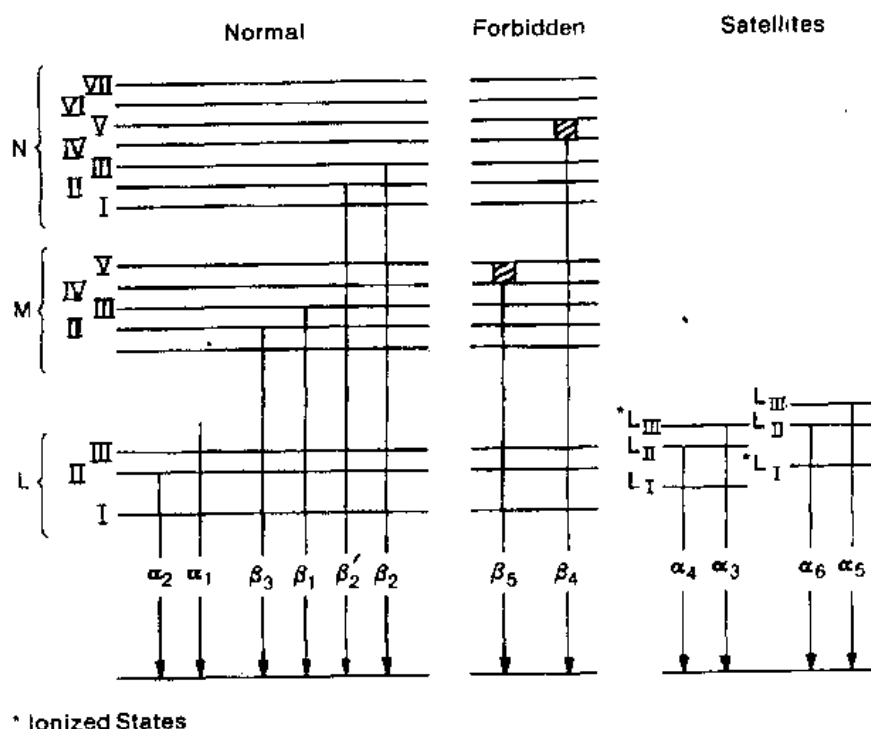 Normal Forbidden Satellites
VII
VI
V
N IV
III
II
I
V
IV
M III
II
L III
*L III L II
III L II
L II *L I
I L I
α2 α1 β3 β1 β2′ β2 β5 β4 α4 α3 α6 α5
* Ionized States